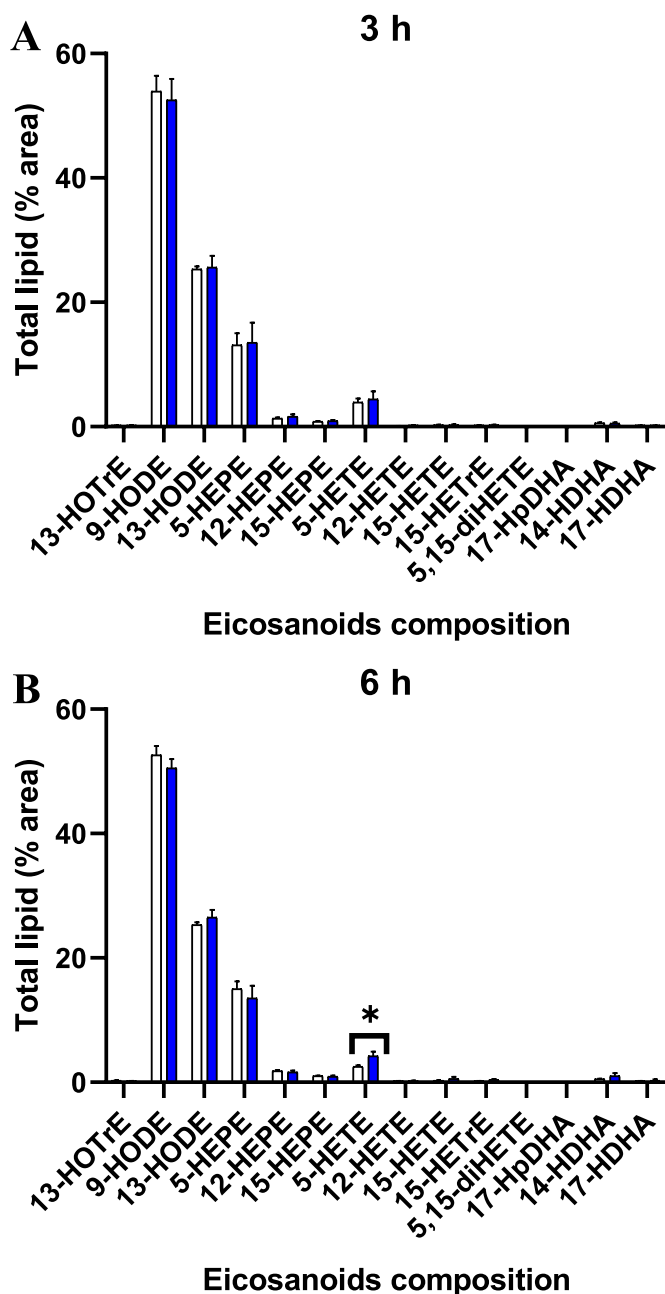 A
3 h
Total lipid (% area)
60
40
20
0
13-HOTrE
9-HODE
13-HODE
5-HEPE
12-HEPE
15-HEPE
5-HETE
12-HETE
15-HETE
15-HETrE
5,15-diHETE
17-HpDHA
14-HDHA
17-HDHA
Eicosanoids composition
B
6 h
Total lipid (% area)
60
40
20
0
*
13-HOTrE
9-HODE
13-HODE
5-HEPE
12-HEPE
15-HEPE
5-HETE
12-HETE
15-HETE
15-HETrE
5,15-diHETE
17-HpDHA
14-HDHA
17-HDHA
Eicosanoids composition